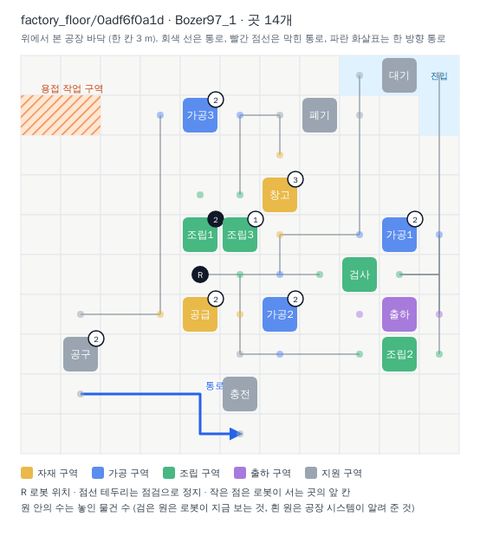 factory_floor/0adf6f0a1d · Bozer97_1 · 곳 14개
위에서 본 공장 바닥 (한 칸 3 m). 회색 선은 통로, 빨간 점선은 막힌 통로, 파란 화살표는 한 방향 통로
대기
진입
용접 작업 구역
2
가공3
폐기
3
창고
2
1
2
조립1
조립3
가공1
R
검사
2
2
공급
가공2
출하
2
공구
조립2
통로
충전
자재 구역
가공 구역
조립 구역
출하 구역
지원 구역
R 로봇 위치 · 점선 테두리는 점검으로 정지 · 작은 점은 로봇이 서는 곳의 앞 칸
원 안의 수는 놓인 물건 수 (검은 원은 로봇이 지금 보는 것, 흰 원은 공장 시스템이 알려 준 것)